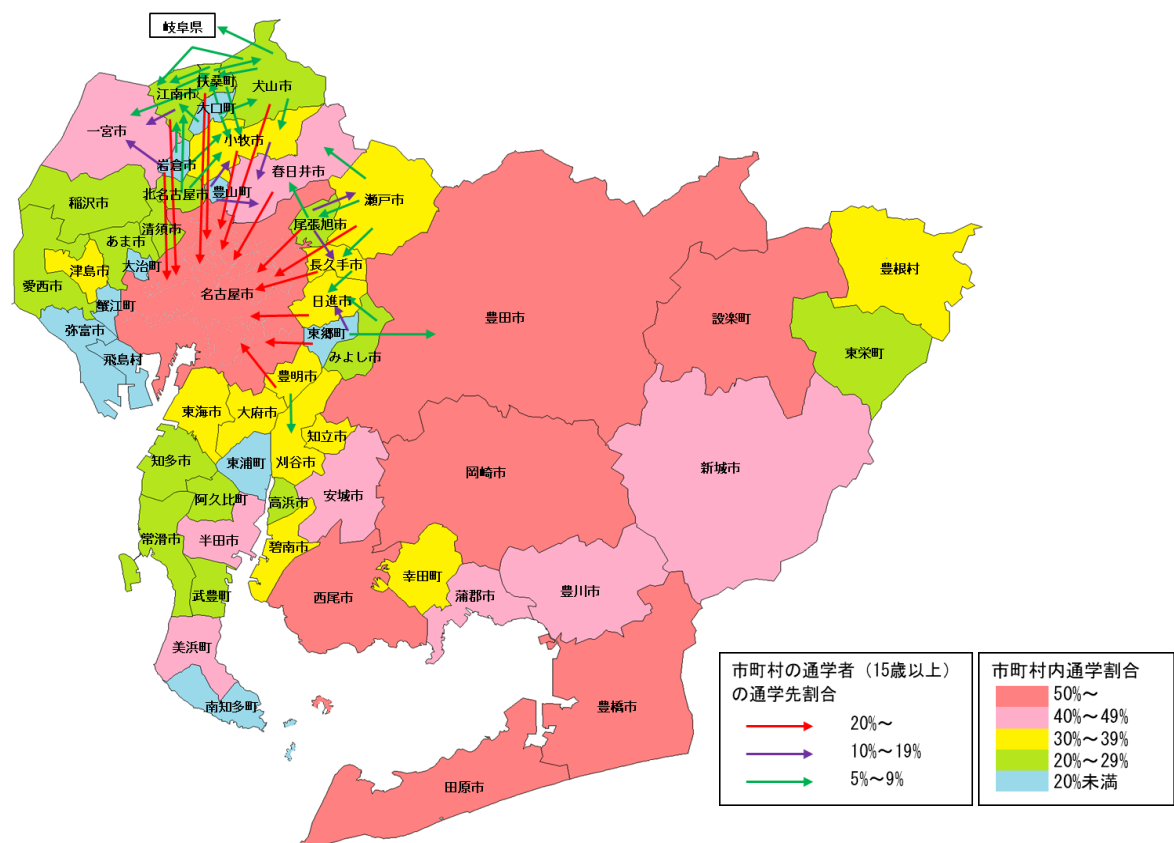 岐阜県
扶桑町
犬山市
江南市
大口町
一宮市
小牧市
岩倉市
春日井市
豊山町
北名古屋市
瀬戸市
稲沢市
尾張旭市
清須市
あま市
大治町
長久手市
津島市
豊根村
愛西市
名古屋市
日進市
蟹江町
豊田市
設楽町
弥富市
東郷町
東栄町
飛島村
みよし市
豊明市
東海市
大府市
知立市
知多市
東浦町
刈谷市
岡崎市
新城市
阿久比町
高浜市
安城市
常滑市
半田市
碧南市
幸田町
豊川市
武豊町
西尾市
蒲郡市
美浜町
南知多町
豊橋市
田原市
市町村の通学者（15歳以上）
の通学先割合
20%～
10%～19%
5%～9%
市町村内通学割合
50%～
40%～49%
30%～39%
20%～29%
20%未満